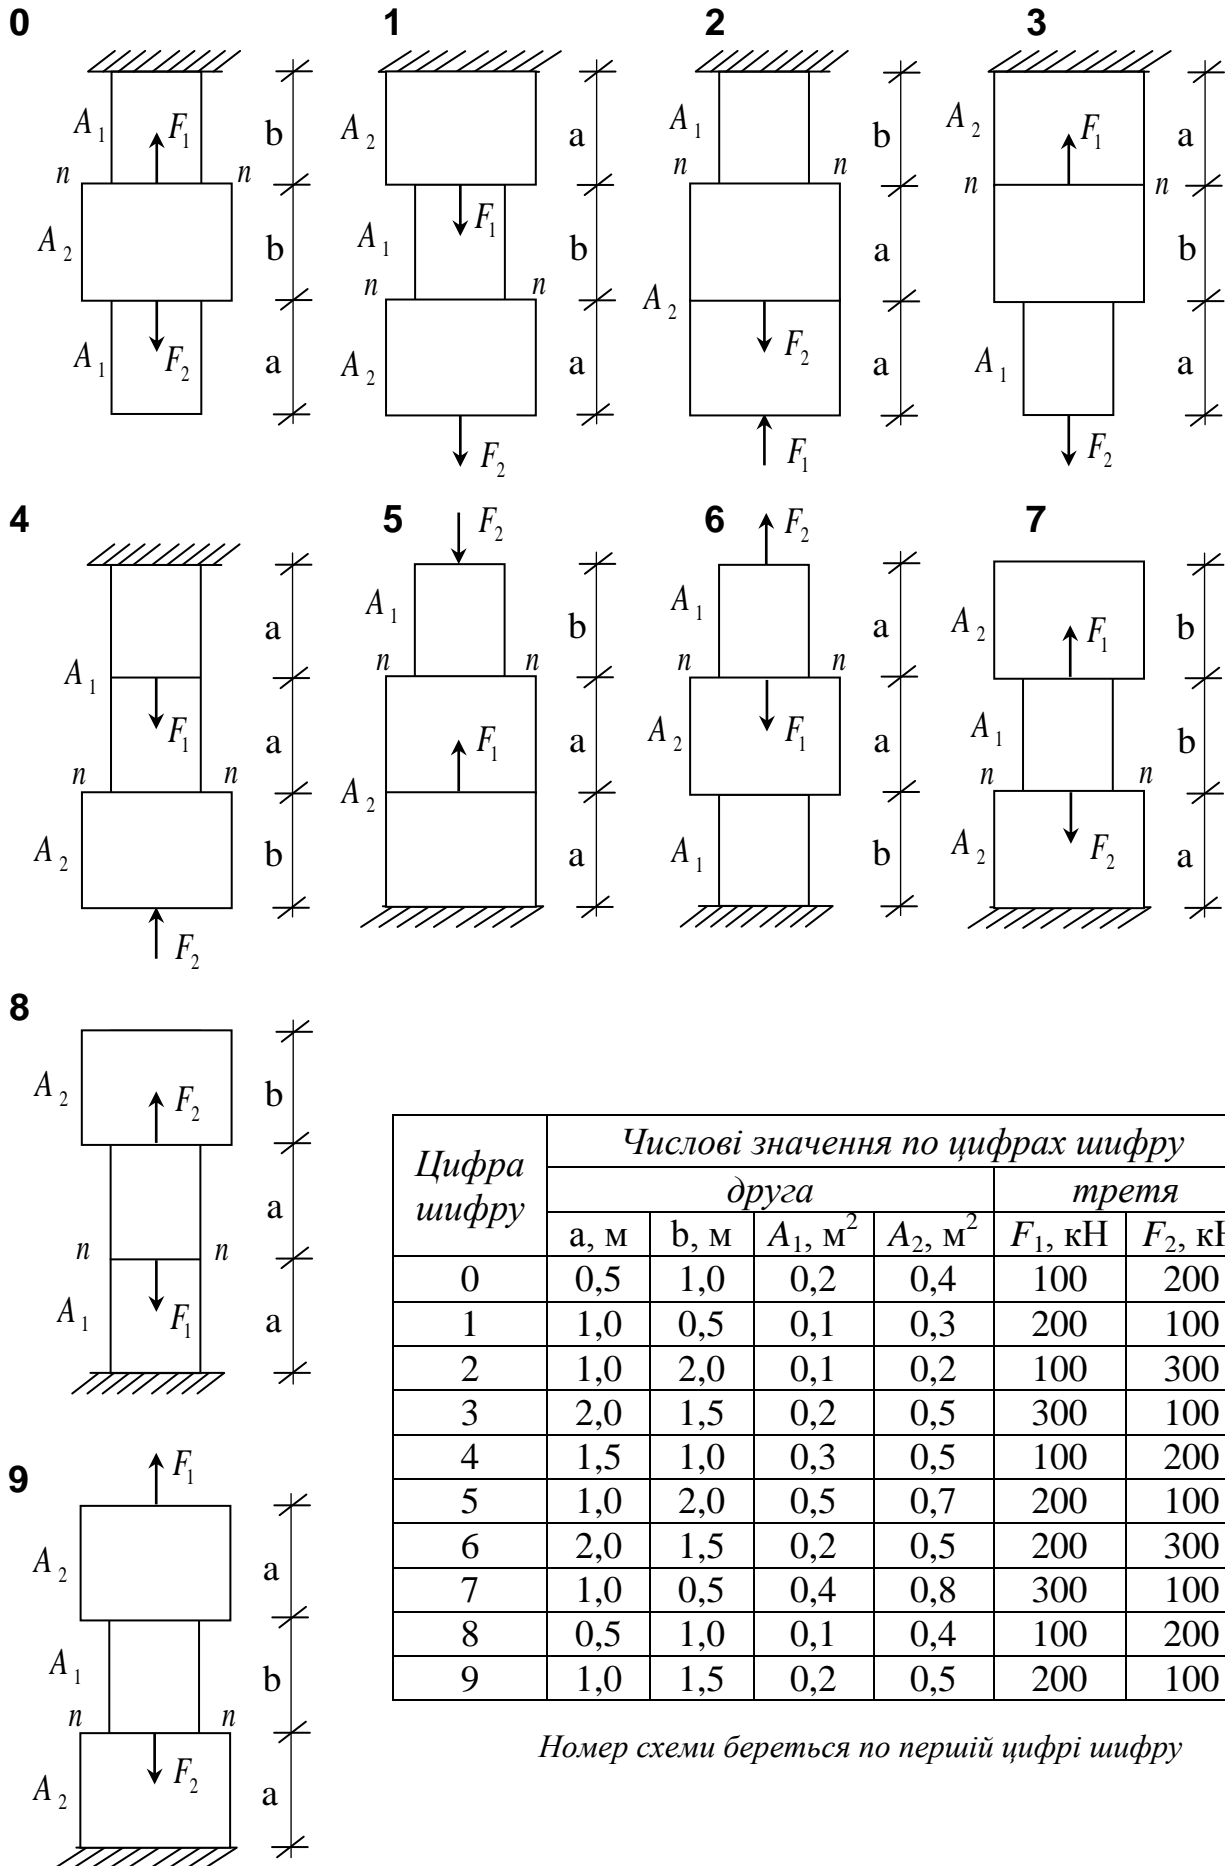 0 1 2 3
A1 F1 b A2 a A1 b A2 F1 a
n n n n n n
A2 b A1 F1 b a b
n n A2 F2
A1 F2 a A2 a a A1 a
F2 F1 F2
4 5 6 7
F2 F2
a A1 b A1 a A2 F1 b
A1 n n n n
F1 a F1 a A2 F1 a A1 b
n n A2 n n
A2 b a A1 b A2 F2 a
F2
8
A2 F2 b
a
n n
A1 F1 a
9 F1
A2 a
A1 b
n n
A2 F2 a
Цифра шифру Числові значення по цифрах шифру
друга третя
a, м b, м A1, м² A2, м² F1, кН F2, кН
0 0,5 1,0 0,2 0,4 100 200
1 1,0 0,5 0,1 0,3 200 100
2 1,0 2,0 0,1 0,2 100 300
3 2,0 1,5 0,2 0,5 300 100
4 1,5 1,0 0,3 0,5 100 200
5 1,0 2,0 0,5 0,7 200 100
6 2,0 1,5 0,2 0,5 200 300
7 1,0 0,5 0,4 0,8 300 100
8 0,5 1,0 0,1 0,4 100 200
9 1,0 1,5 0,2 0,5 200 100
Номер схеми береться по першій цифрі шифру